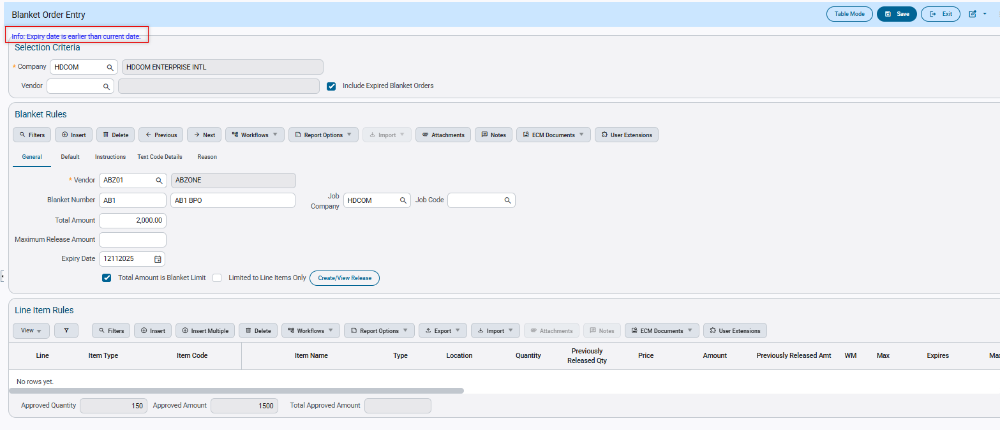 Blanket Order Entry
Table Mode Save Exit
Info: Expiry date is earlier than current date.
Selection Criteria
* Company HDCOM HDCOM ENTERPRISE INTL
Vendor Include Expired Blanket Orders
Blanket Rules
Filters Insert Delete Previous Next Workflows Report Options Import Attachments Notes ECM Documents User Extensions
General Default Instructions Text Code Details Reason
* Vendor ABZ01 ABZONE
Blanket Number AB1 AB1 BPO Job Company HDCOM Job Code
Total Amount 2,000.00
Maximum Release Amount
Expiry Date 12112025
Total Amount is Blanket Limit Limited to Line Items Only Create/View Release
Line Item Rules
View Filters Insert Insert Multiple Delete Workflows Report Options Export Import Attachments Notes ECM Documents User Extensions
Line Item Type Item Code Item Name Type Location Quantity Previously Released Qty Price Amount Previously Released Amt WM Max Expires Max
No rows yet.
Approved Quantity 150 Approved Amount 1500 Total Approved Amount